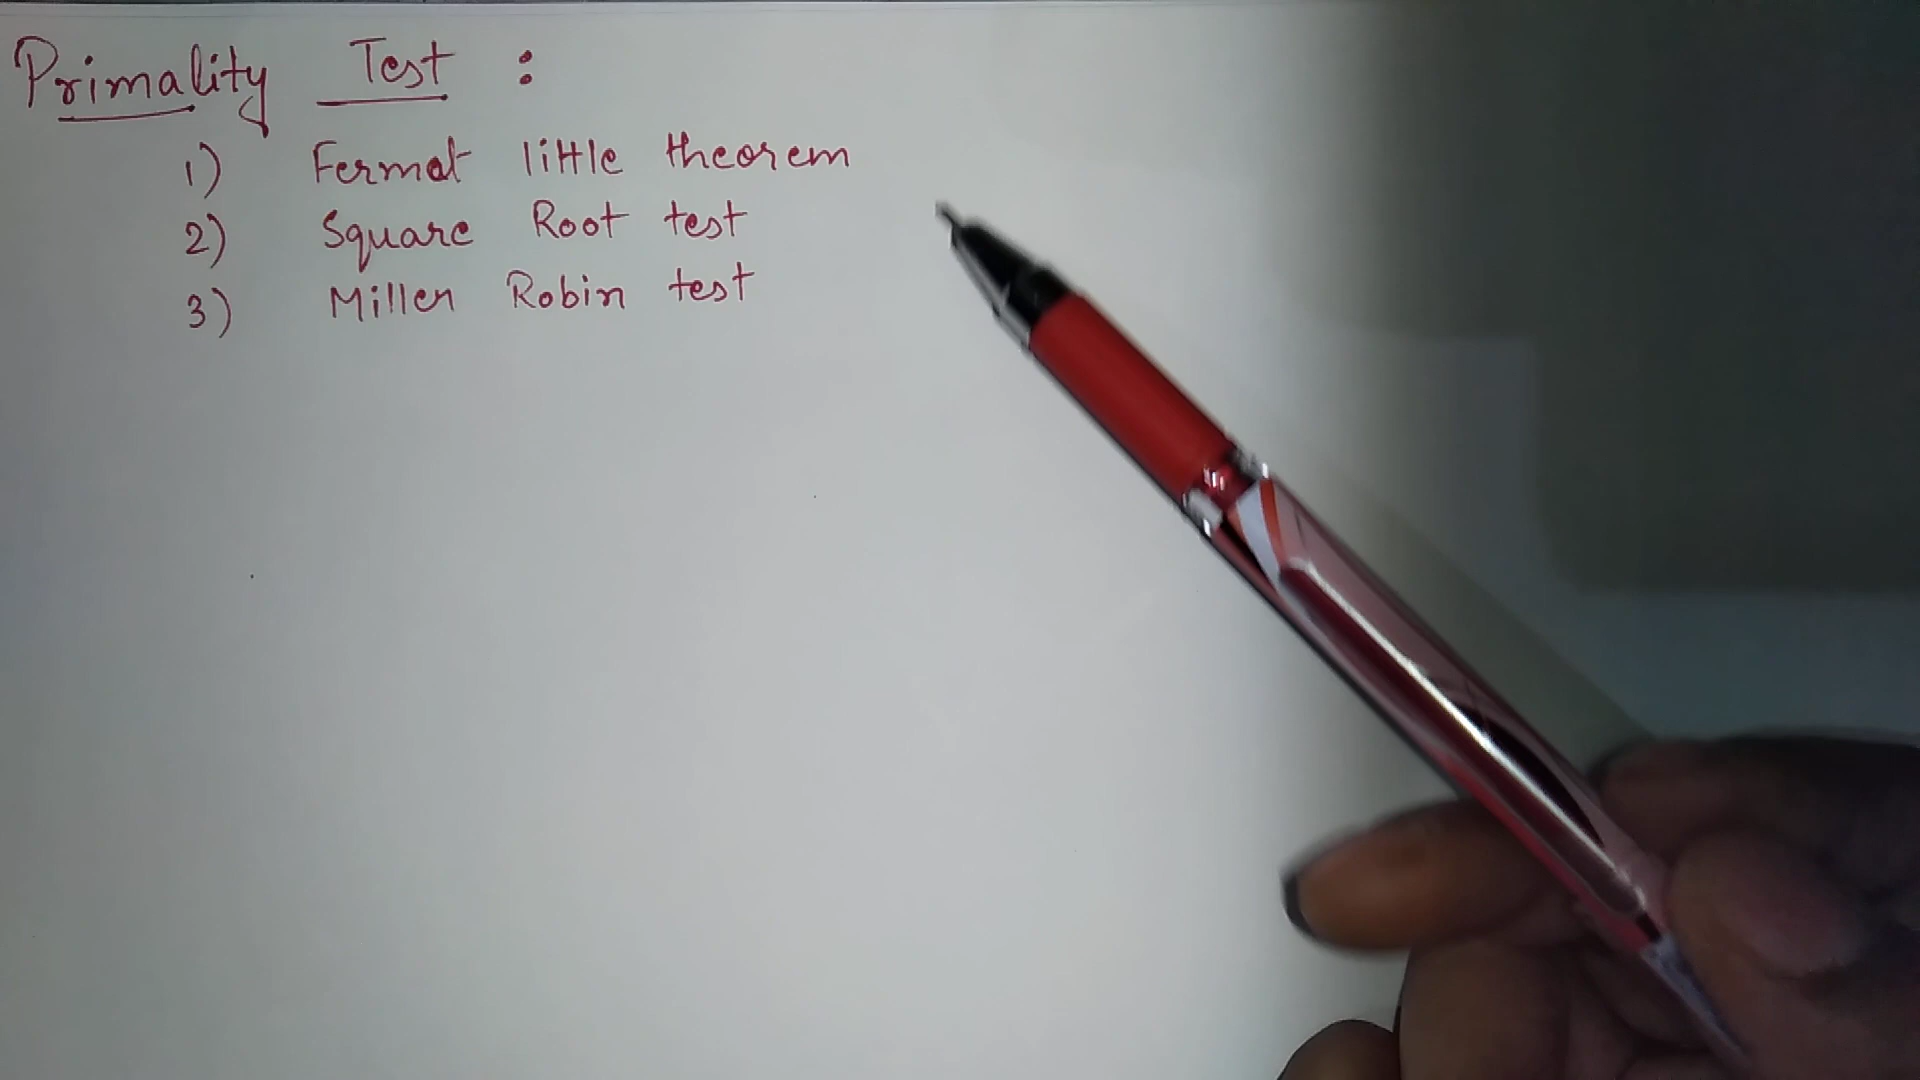 Primality Test :
1) Fermat little theorem
2) Square Root test
3) Miller Robin test